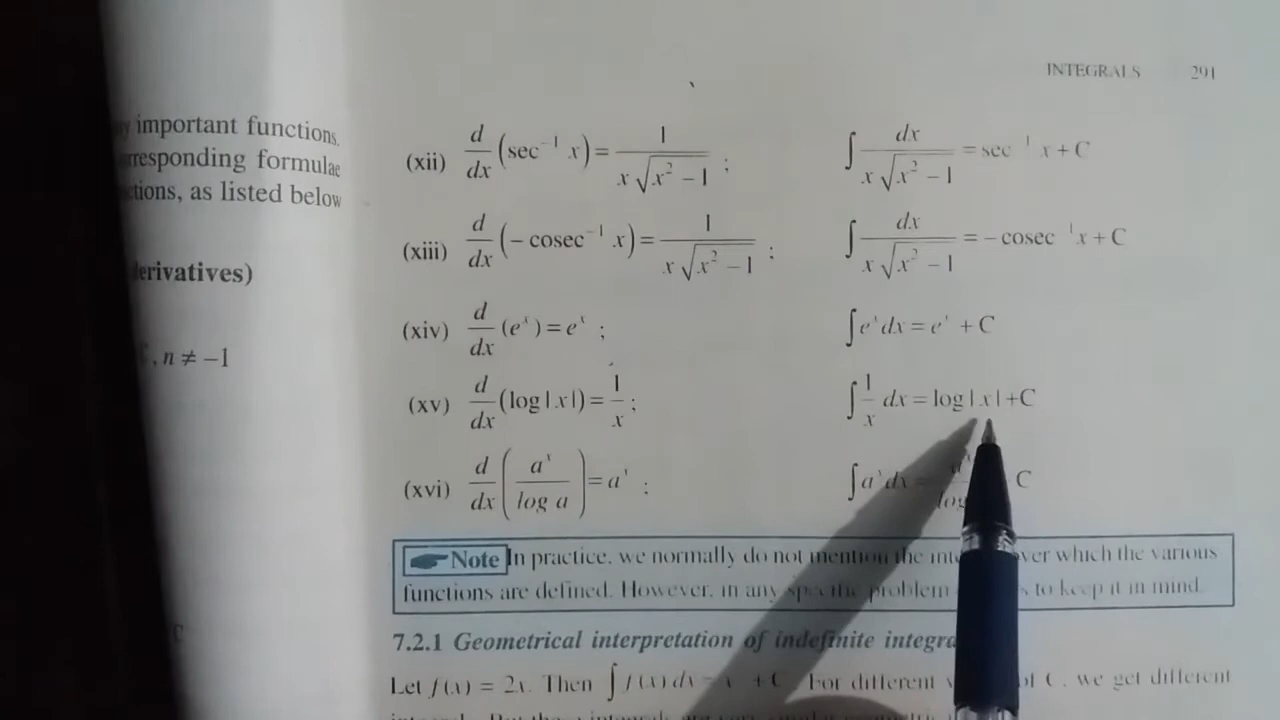 INTEGRALS 291
important functions,
rresponding formulae
ctions, as listed below
erivatives)
, n ≠ −1
(xii) d/dx (sec⁻¹ x) = 1/(x√(x² − 1)) ; ∫ dx/(x√(x² − 1)) = sec⁻¹ x + C
(xiii) d/dx (− cosec⁻¹ x) = 1/(x√(x² − 1)) ; ∫ dx/(x√(x² − 1)) = − cosec⁻¹ x + C
(xiv) d/dx (eˣ) = eˣ ; ∫ eˣ dx = eˣ + C
(xv) d/dx (log | x |) = 1/x ; ∫ 1/x dx = log | x | + C
(xvi) d/dx (aˣ/log a) = aˣ ; ∫ aˣ dx = C
C
Note In practice, we normally do not mention the over which the various
functions are defined. However, in any specific problem to keep it in mind.
7.2.1 Geometrical interpretation of indefinite
Let f(x) = 2x. Then ∫ f(x) dx = + C. For different of C, we get different